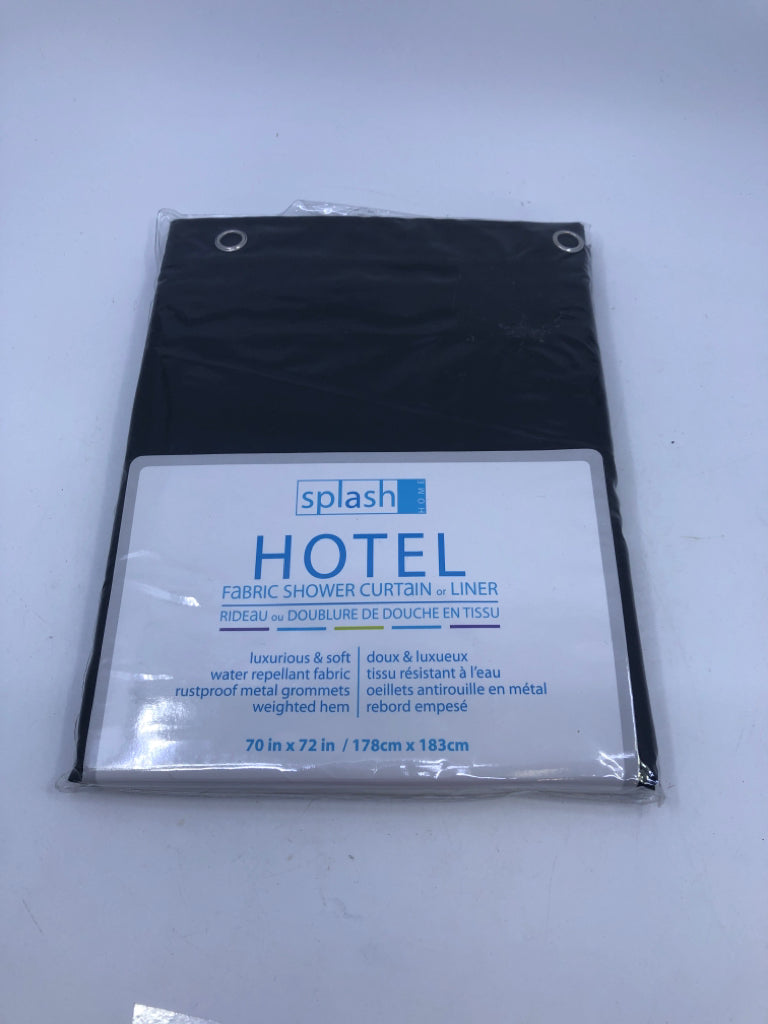 splash HOME
HOTEL
FABRIC SHOWER CURTAIN or LINER
RIDEAU ou DOUBLURE DE DOUCHE EN TISSU
luxurious & soft
water repellant fabric
rustproof metal grommets
weighted hem
doux & luxueux
tissu résistant à l'eau
oeillets antirouille en métal
rebord empesé
70 in x 72 in / 178cm x 183cm